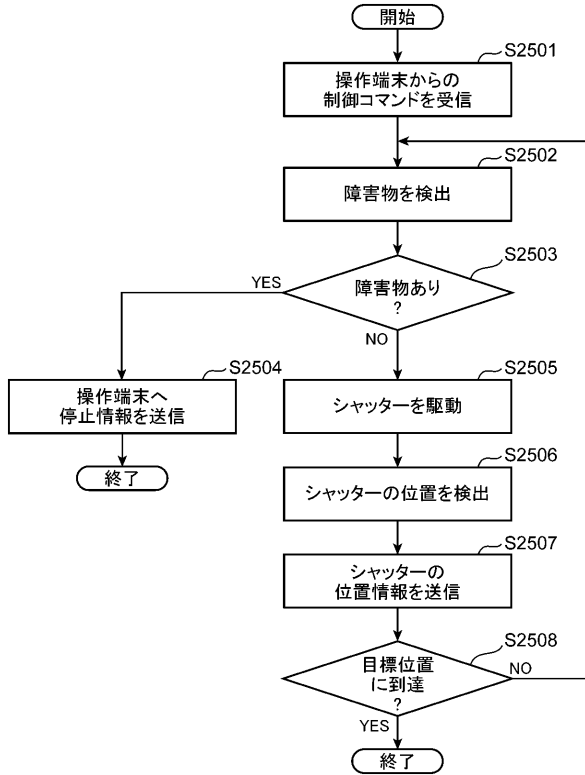 開始
S2501
操作端末からの
制御コマンドを受信
S2502
障害物を検出
S2503
障害物あり
?
YES
NO
S2504
操作端末へ
停止情報を送信
終了
S2505
シャッターを駆動
S2506
シャッターの位置を検出
S2507
シャッターの
位置情報を送信
S2508
目標位置
に到達
?
NO
YES
終了